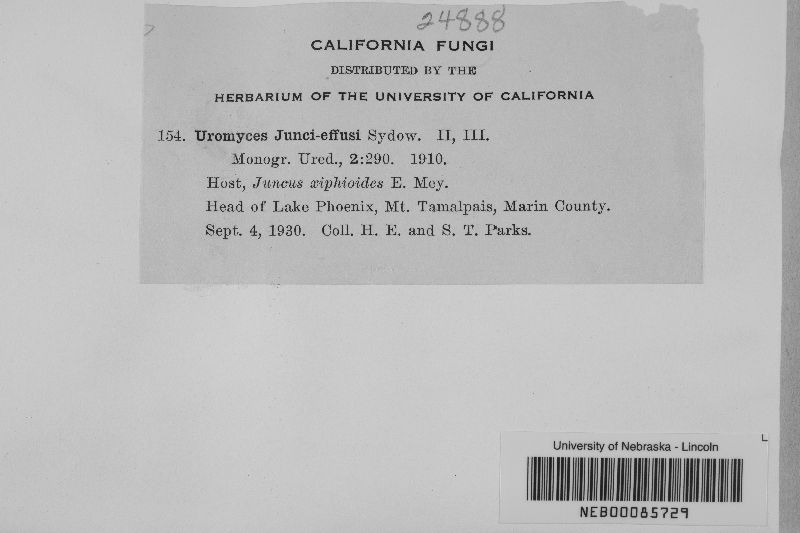 24888
CALIFORNIA FUNGI
DISTRIBUTED BY THE
HERBARIUM OF THE UNIVERSITY OF CALIFORNIA
154. Uromyces Junci-effusi Sydow. II, III.
Monogr. Ured., 2:290. 1910.
Host, Juncus xiphioides E. Mey.
Head of Lake Phoenix, Mt. Tamalpais, Marin County.
Sept. 4, 1930. Coll. H. E. and S. T. Parks.
University of Nebraska - Lincoln
L
NEB00085729